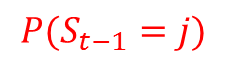 P(S_{t−1} = j)